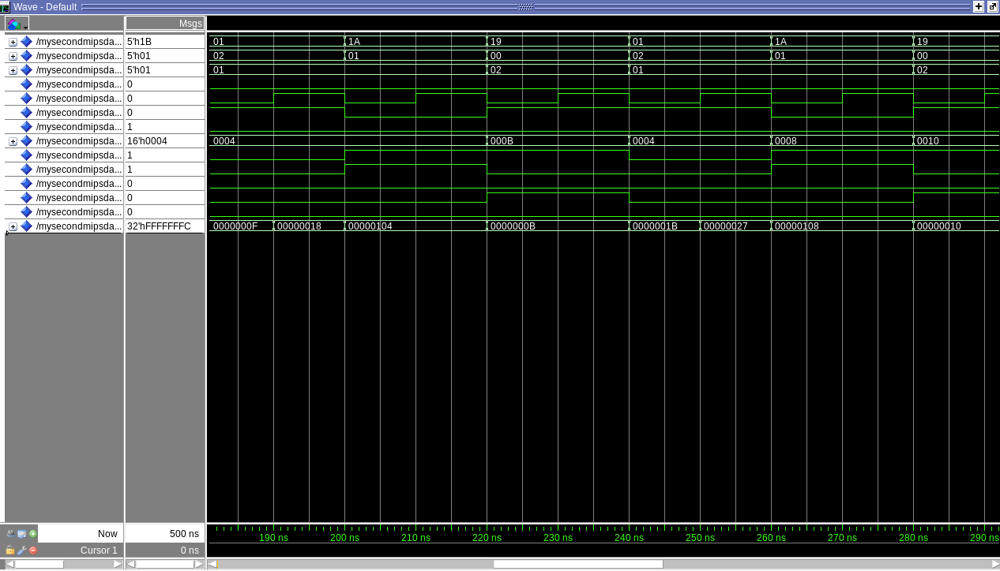 Wave - Default
Msgs
/mysecondmipsda... 5'h1B 01 1A 19 01 1A 19
/mysecondmipsda... 5'h01 02 01 00 02 01 00
/mysecondmipsda... 5'h01 01 02 01 02
/mysecondmipsda... 0
/mysecondmipsda... 0
/mysecondmipsda... 0
/mysecondmipsda... 1
/mysecondmipsda... 16'h0004 0004 000B 0004 0008 0010
/mysecondmipsda... 1
/mysecondmipsda... 1
/mysecondmipsda... 0
/mysecondmipsda... 0
/mysecondmipsda... 0
/mysecondmipsda... 32'hFFFFFFFC 0000000F 00000018 00000104 0000000B 0000001B 00000027 00000108 00000010
Now 500 ns 190 ns 200 ns 210 ns 220 ns 230 ns 240 ns 250 ns 260 ns 270 ns 280 ns 290 ns
Cursor 1 0 ns